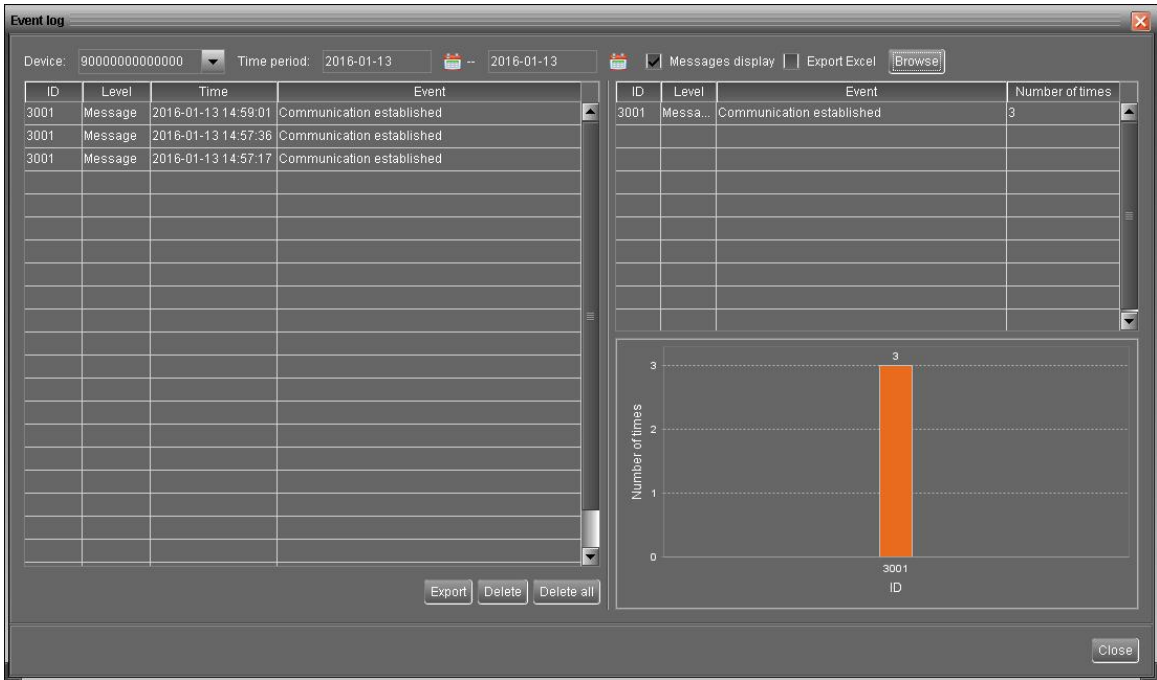 Event log
Device: 90000000000000 Time period: 2016-01-13 -- 2016-01-13 Messages display Export Excel Browse
ID Level Time Event
3001 Message 2016-01-13 14:59:01 Communication established
3001 Message 2016-01-13 14:57:36 Communication established
3001 Message 2016-01-13 14:57:17 Communication established
Export Delete Delete all
ID Level Event Number of times
3001 Messa... Communication established 3
3
3
2
1
0
Number of times
3001
ID
Close